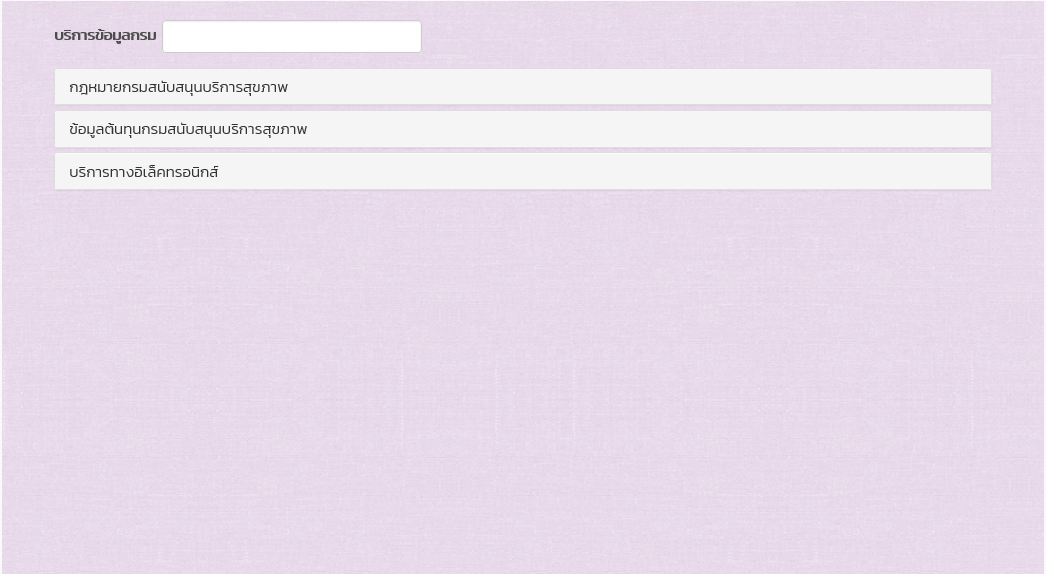 บริการข้อมูลกรม
กฎหมายกรมสนับสนุนบริการสุขภาพ
ข้อมูลต้นทุนกรมสนับสนุนบริการสุขภาพ
บริการทางอิเล็คทรอนิกส์